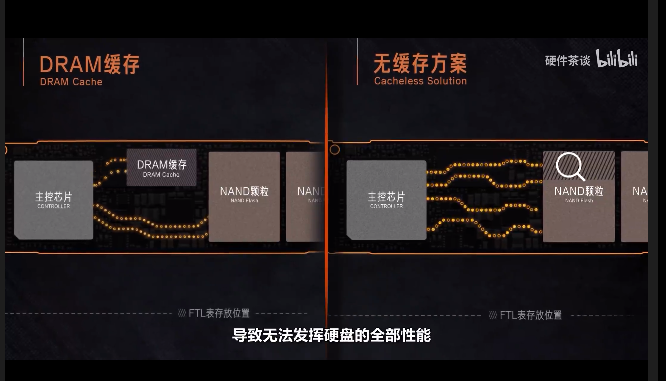 DRAM缓存
DRAM Cache
无缓存方案
Cacheless Solution
硬件茶谈 bilibili
主控芯片
CONTROLLER
DRAM缓存
DRAM Cache
NAND颗粒
NAND Flash
主控芯片
CONTROLLER
NAND颗粒
NAND Flash
FTL表存放位置
FTL表存放位置
导致无法发挥硬盘的全部性能